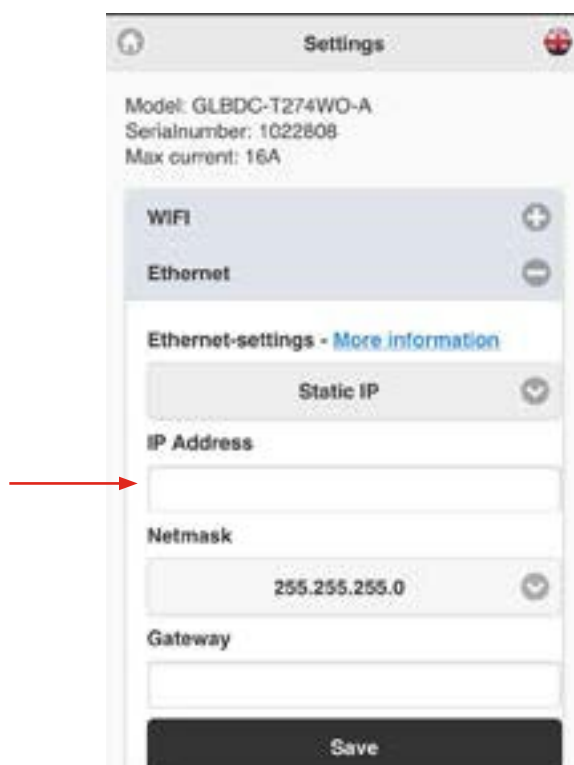 Settings
Model: GLBDC-T274WO-A
Serialnumber: 1022808
Max current: 16A
WIFI
Ethernet
Ethernet-settings - More information
Static IP
IP Address
Netmask
255.255.255.0
Gateway
Save